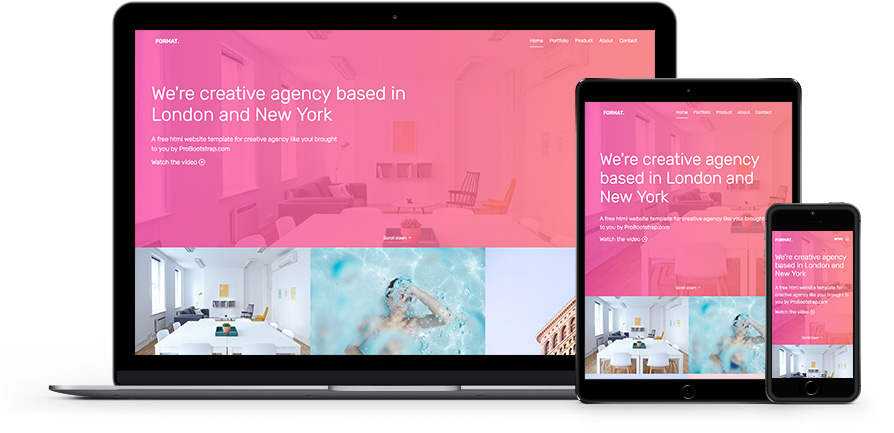 FORMAT.
Home Portfolio Product About Contact
We're creative agency based in
London and New York
A free html website template for creative agency like you! brought
to you by ProBootstrap.com
Watch the video
Scroll down
FORMAT.
Home Portfolio Product About Contact
We're creative agency
based in London and
New York
A free html website template for creative agency like you! brought
to you by ProBootstrap.com
Watch the video
Scroll down
FORMAT.
MENU
We're creative agency
based in London and
New York
A free html website template for
creative agency like you! brought to
you by ProBootstrap.com
Watch the video
Scroll down